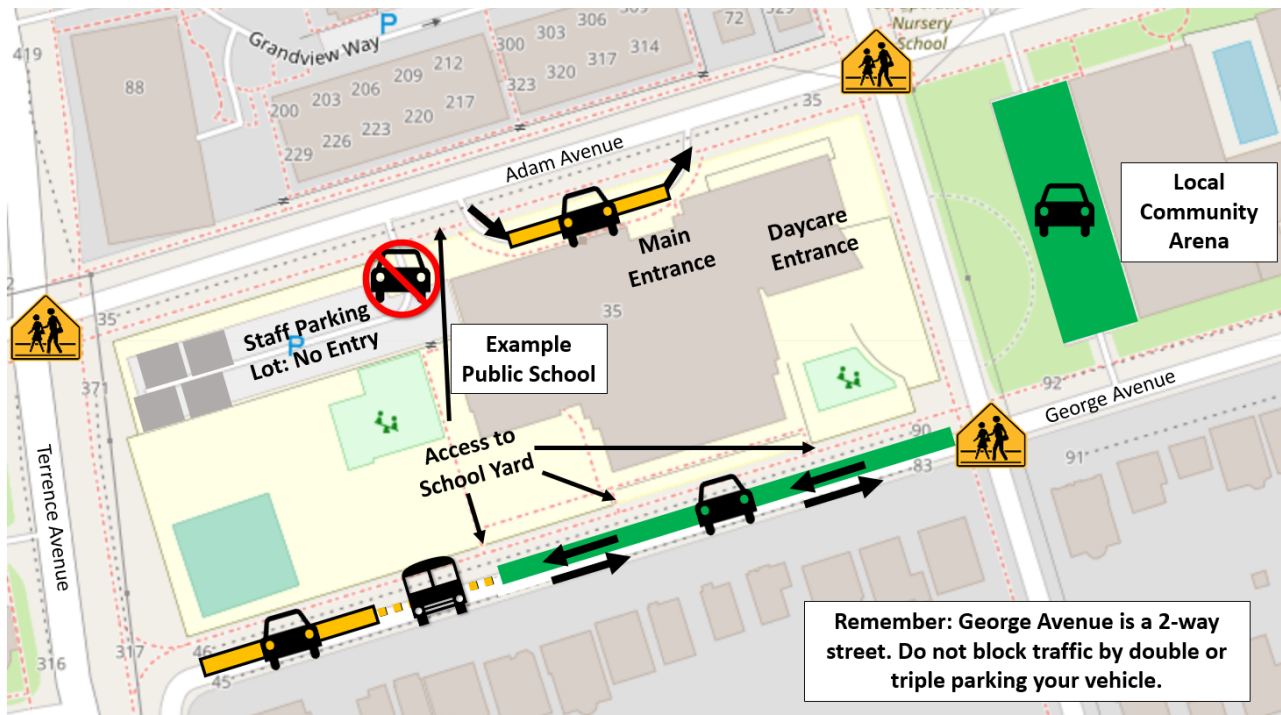 419
P
Grandview Way
88
200 203 206 209 212
229 226 223 220 217
300 303 306 309
323 320 317 314
72
329
Nursery
School
35
Adam Avenue
Local
Community
Arena
Main
Entrance
Daycare
Entrance
2
35
Staff Parking
P
Lot: No Entry
35
Example
Public School
371
92
George Avenue
Access to
School Yard
90
83
91
Terrence Avenue
46
45
317
316
Remember: George Avenue is a 2-way
street. Do not block traffic by double or
triple parking your vehicle.